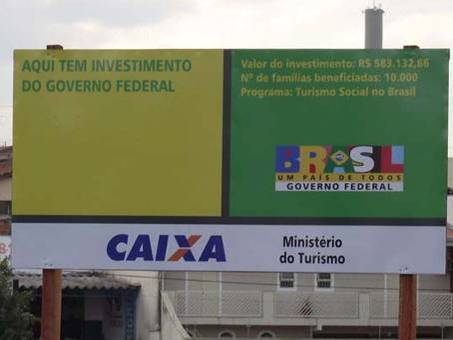 AQUI TEM INVESTIMENTO
DO GOVERNO FEDERAL
Valor do investimento: R$ 583.132,66
Nº de famílias beneficiadas: 10.000
Programa: Turismo Social no Brasil
BRASIL
UM PAÍS DE TODOS
GOVERNO FEDERAL
CAIXA
Ministério
do Turismo